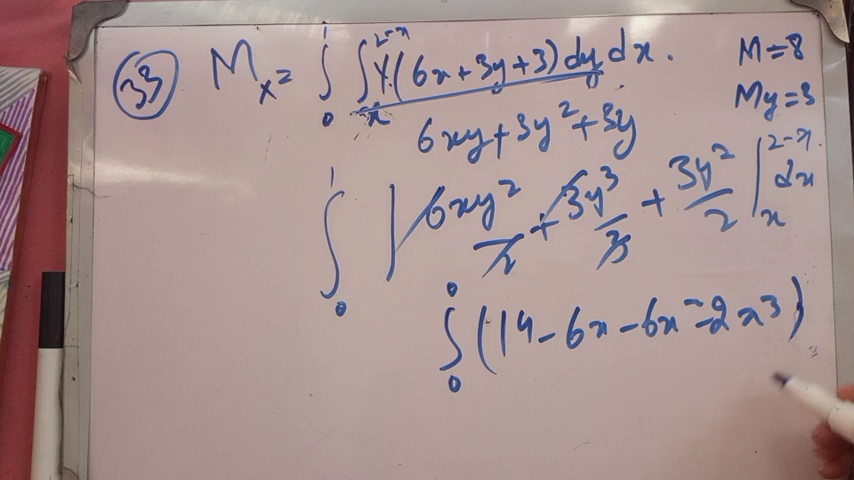 33 Mx = ∫₀¹ ∫ₓ²⁻ˣ y(6x+3y+3) dy dx. M=8
My=3
6xy+3y²+3y
∫₀¹ | 6xy²/2 + 3y³/3 + 3y²/2 |ₓ²⁻ˣ dx
∫₀⁰ (14-6x-6x²-2x³)